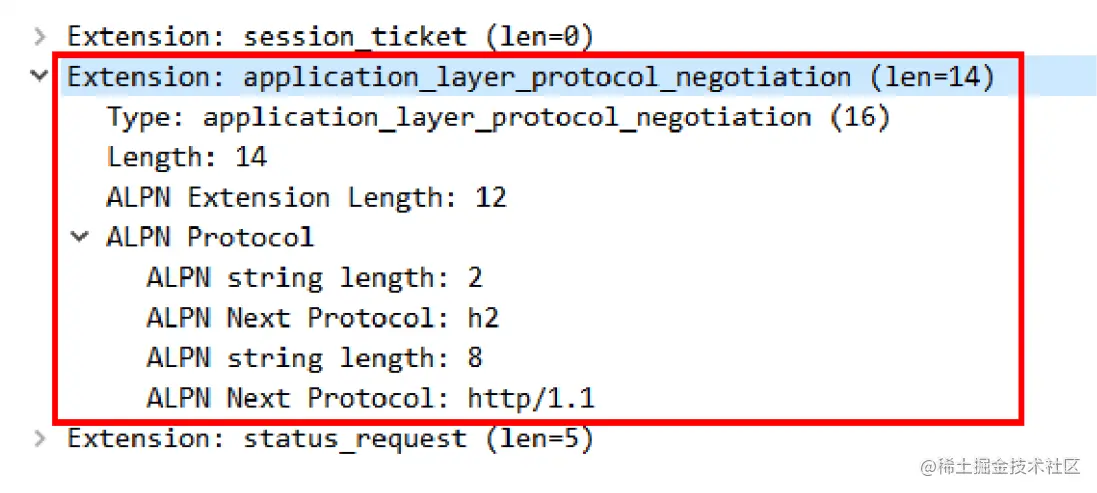 Extension: session_ticket (len=0)
Extension: application_layer_protocol_negotiation (len=14)
Type: application_layer_protocol_negotiation (16)
Length: 14
ALPN Extension Length: 12
ALPN Protocol
ALPN string length: 2
ALPN Next Protocol: h2
ALPN string length: 8
ALPN Next Protocol: http/1.1
Extension: status_request (len=5)
@稀土掘金技术社区